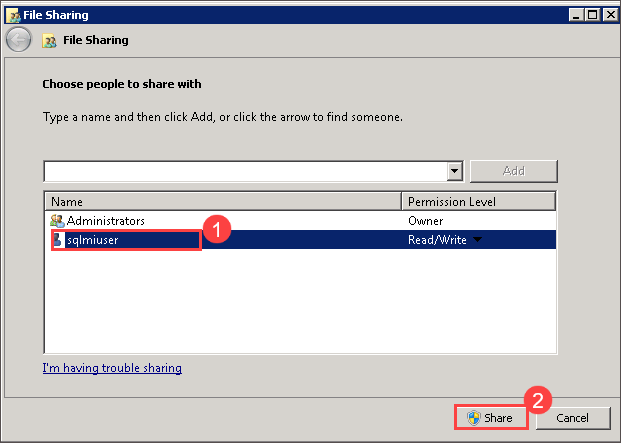 File Sharing
File Sharing
Choose people to share with
Type a name and then click Add, or click the arrow to find someone.
Add
Name Permission Level
Administrators Owner
sqlmiuser Read/Write
1
I'm having trouble sharing
2
Share Cancel